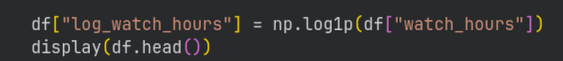 df["log_watch_hours"] = np.log1p(df["watch_hours"])
display(df.head())